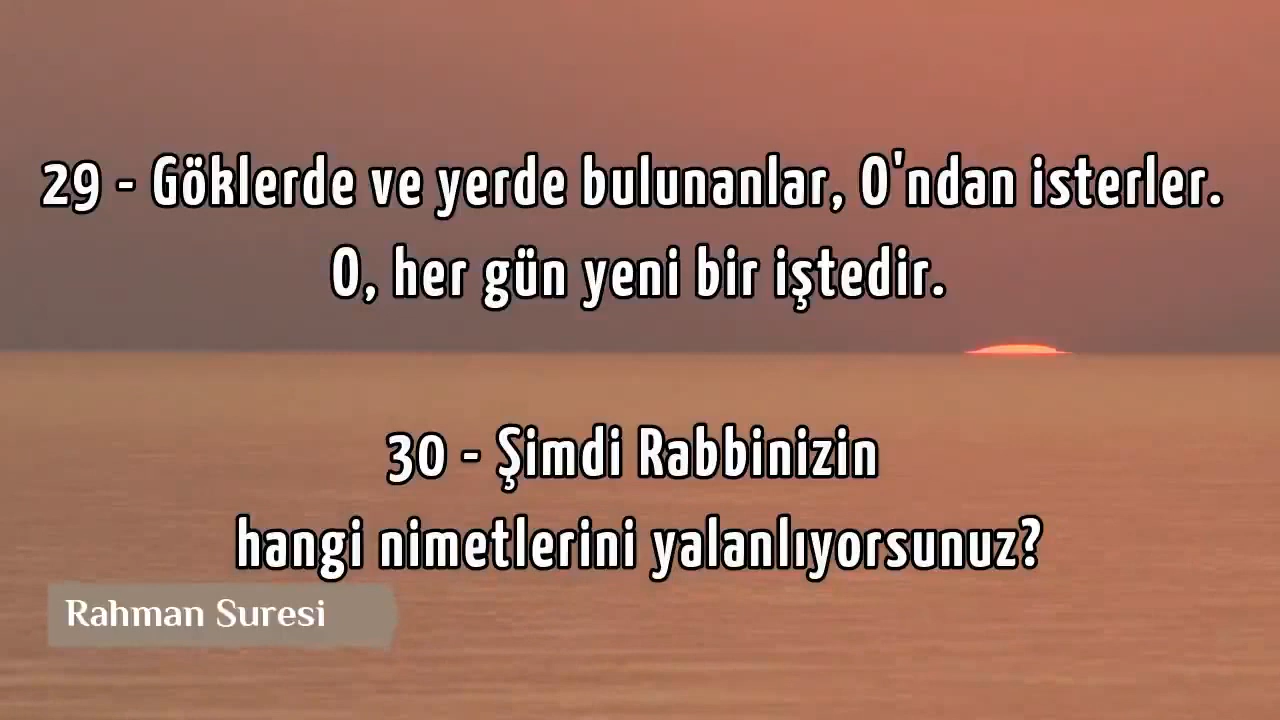 29 - Göklerde ve yerde bulunanlar, O'ndan isterler.
O, her gün yeni bir iştedir.
30 - Şimdi Rabbinizin
hangi nimetlerini yalanlıyorsunuz?
Rahman Suresi